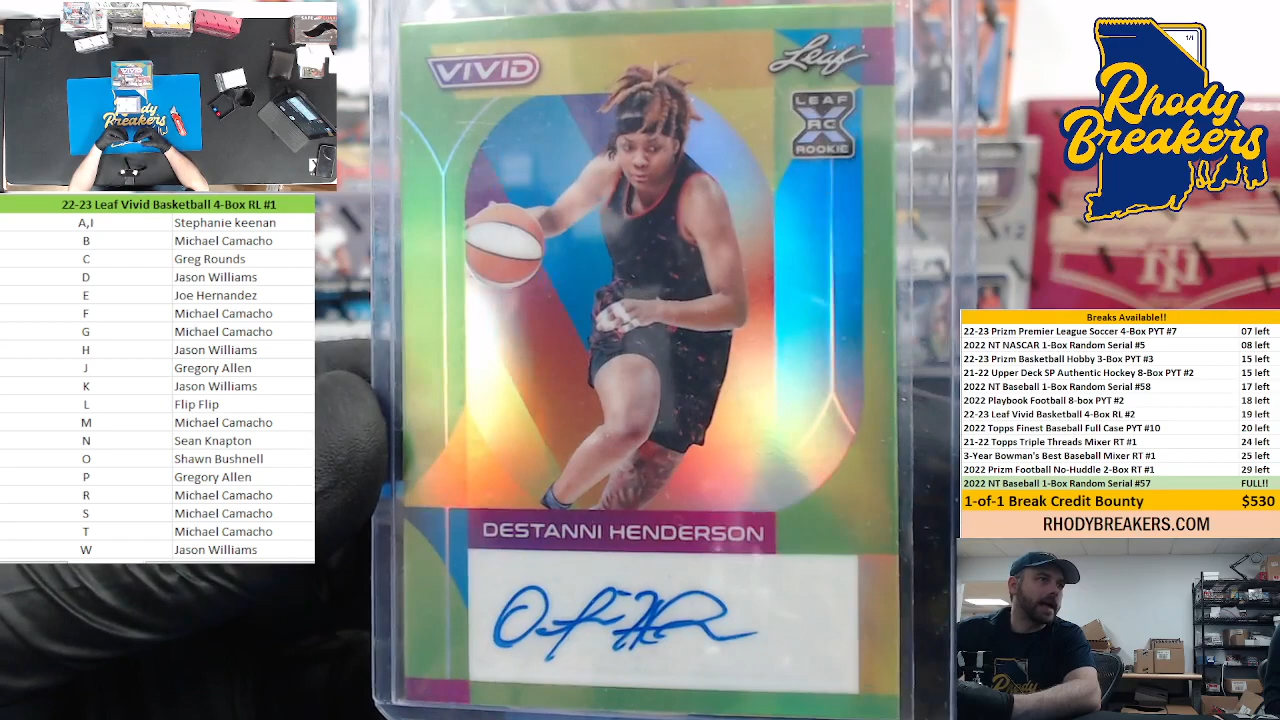 22-23 Leaf Vivid Basketball 4-Box RL #1
A,I Stephanie keenan
B Michael Camacho
C Greg Rounds
D Jason Williams
E Joe Hernandez
F Michael Camacho
G Michael Camacho
H Jason Williams
J Gregory Allen
K Jason Williams
L Flip Flip
M Michael Camacho
N Sean Knapton
O Shawn Bushnell
P Gregory Allen
R Michael Camacho
S Michael Camacho
T Michael Camacho
W Jason Williams
VIVID
Rhody
Breakers
VIVID
Leaf
LEAF
RC
ROOKIE
DESTANNI HENDERSON
1/1
Rhody
Breakers
Breaks Available!!
22-23 Prizm Premier League Soccer 4-Box PYT #7 07 left
2022 NT NASCAR 1-Box Random Serial #5 08 left
22-23 Prizm Basketball Hobby 3-Box PYT #3 15 left
21-22 Upper Deck SP Authentic Hockey 8-Box PYT #2 15 left
2022 NT Baseball 1-Box Random Serial #58 17 left
2022 Playbook Football 8-box PYT #2 18 left
22-23 Leaf Vivid Basketball 4-Box RL #2 19 left
2022 Topps Finest Baseball Full Case PYT #10 20 left
21-22 Topps Triple Threads Mixer RT #1 24 left
3-Year Bowman's Best Baseball Mixer RT #1 25 left
2022 Prizm Football No-Huddle 2-Box RT #1 29 left
2022 NT Baseball 1-Box Random Serial #57 FULL!!
1-of-1 Break Credit Bounty $530
RHODYBREAKERS.COM
Rhody